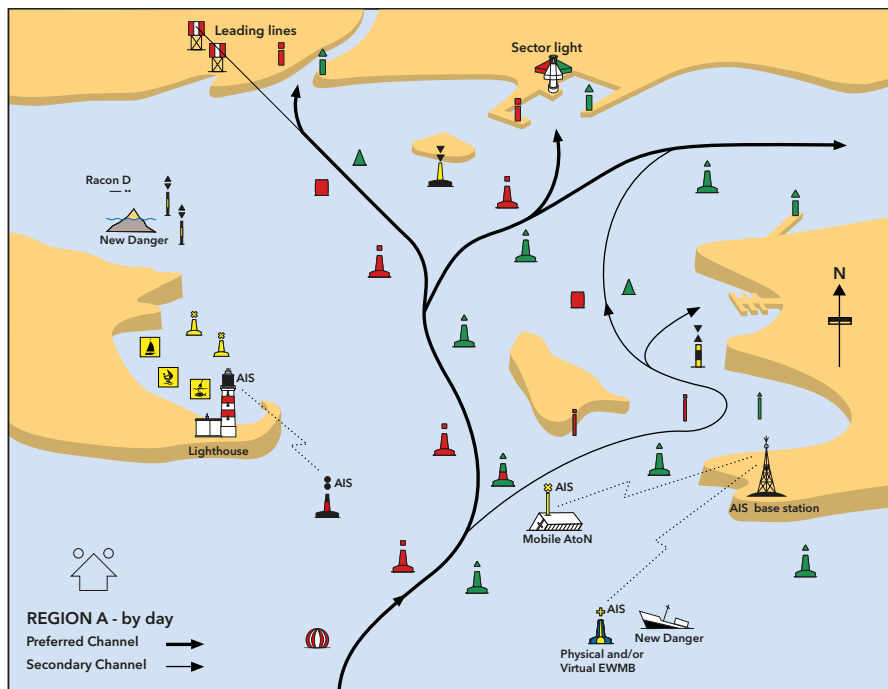 Leading lines
Sector light
Racon D
New Danger
N
AIS
Lighthouse
AIS
AIS
Mobile AtoN
AIS base station
AIS
New Danger
Physical and/or
Virtual EWMB
REGION A - by day
Preferred Channel
Secondary Channel